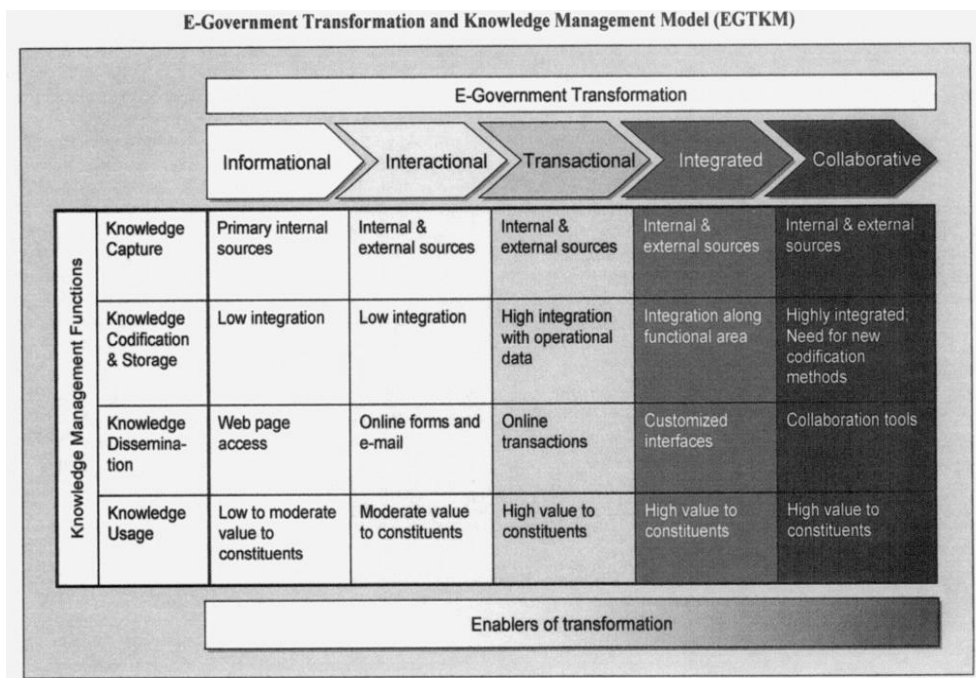 E-Government Transformation and Knowledge Management Model (EGTKM)
E-Government Transformation
Informational
Interactional
Transactional
Integrated
Collaborative
Knowledge Management Functions
Knowledge
Capture
Primary internal
sources
Internal &
external sources
Internal &
external sources
Internal &
external sources
Internal & external
sources
Knowledge
Codification
& Storage
Low integration
Low integration
High integration
with operational
data
Integration along
functional area
Highly integrated;
Need for new
codification
methods
Knowledge
Dissemina-
tion
Web page
access
Online forms and
e-mail
Online
transactions
Customized
interfaces
Collaboration tools
Knowledge
Usage
Low to moderate
value to
constituents
Moderate value
to constituents
High value to
constituents
High value to
constituents
High value to
constituents
Enablers of transformation